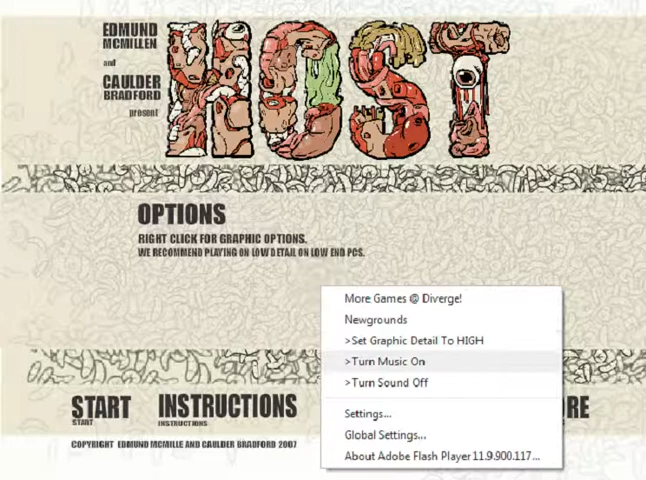 EDMUND
MCMILLEN
and
CAULDER
BRADFORD
present
HOST
OPTIONS
RIGHT CLICK FOR GRAPHIC OPTIONS.
WE RECOMMEND PLAYING ON LOW DETAIL ON LOW END PCS.
More Games @ Diverge!
Newgrounds
>Set Graphic Detail To HIGH
>Turn Music On
>Turn Sound Off
Settings...
Global Settings...
About Adobe Flash Player 11.9.900.117...
START
START
INSTRUCTIONS
INSTRUCTIONS
ORE
COPYRIGHT EDMUND MCMILLE AND CAULDER BRADFORD 2007